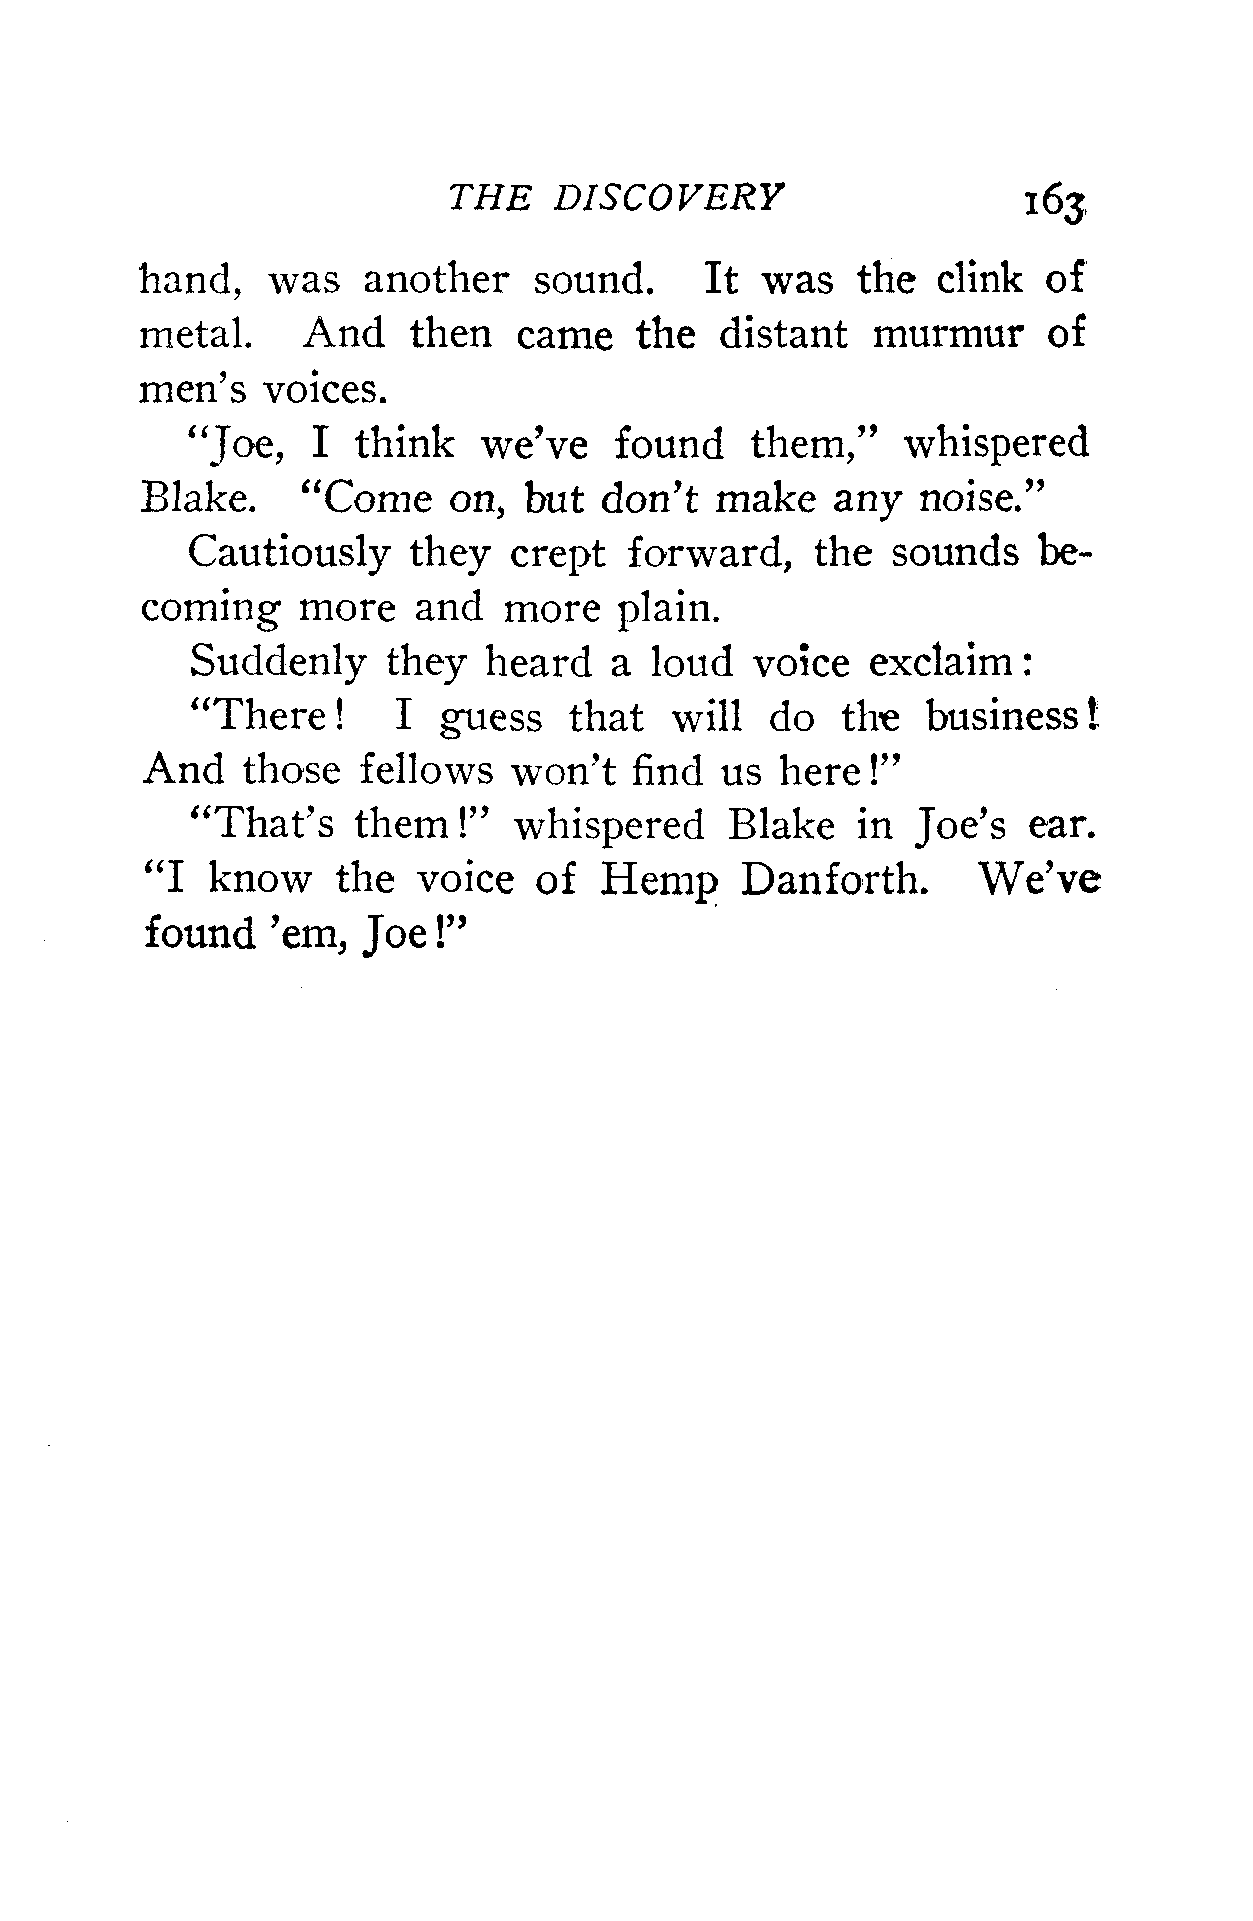 THE DISCOVERY 163
hand, was another sound. It was the clink of
metal. And then came the distant murmur of
men's voices.
"Joe, I think we've found them," whispered
Blake. "Come on, but don't make any noise."
Cautiously they crept forward, the sounds be-
coming more and more plain.
Suddenly they heard a loud voice exclaim:
"There! I guess that will do the business!
And those fellows won't find us here!"
"That's them!" whispered Blake in Joe's ear.
"I know the voice of Hemp Danforth. We've
found 'em, Joe!"